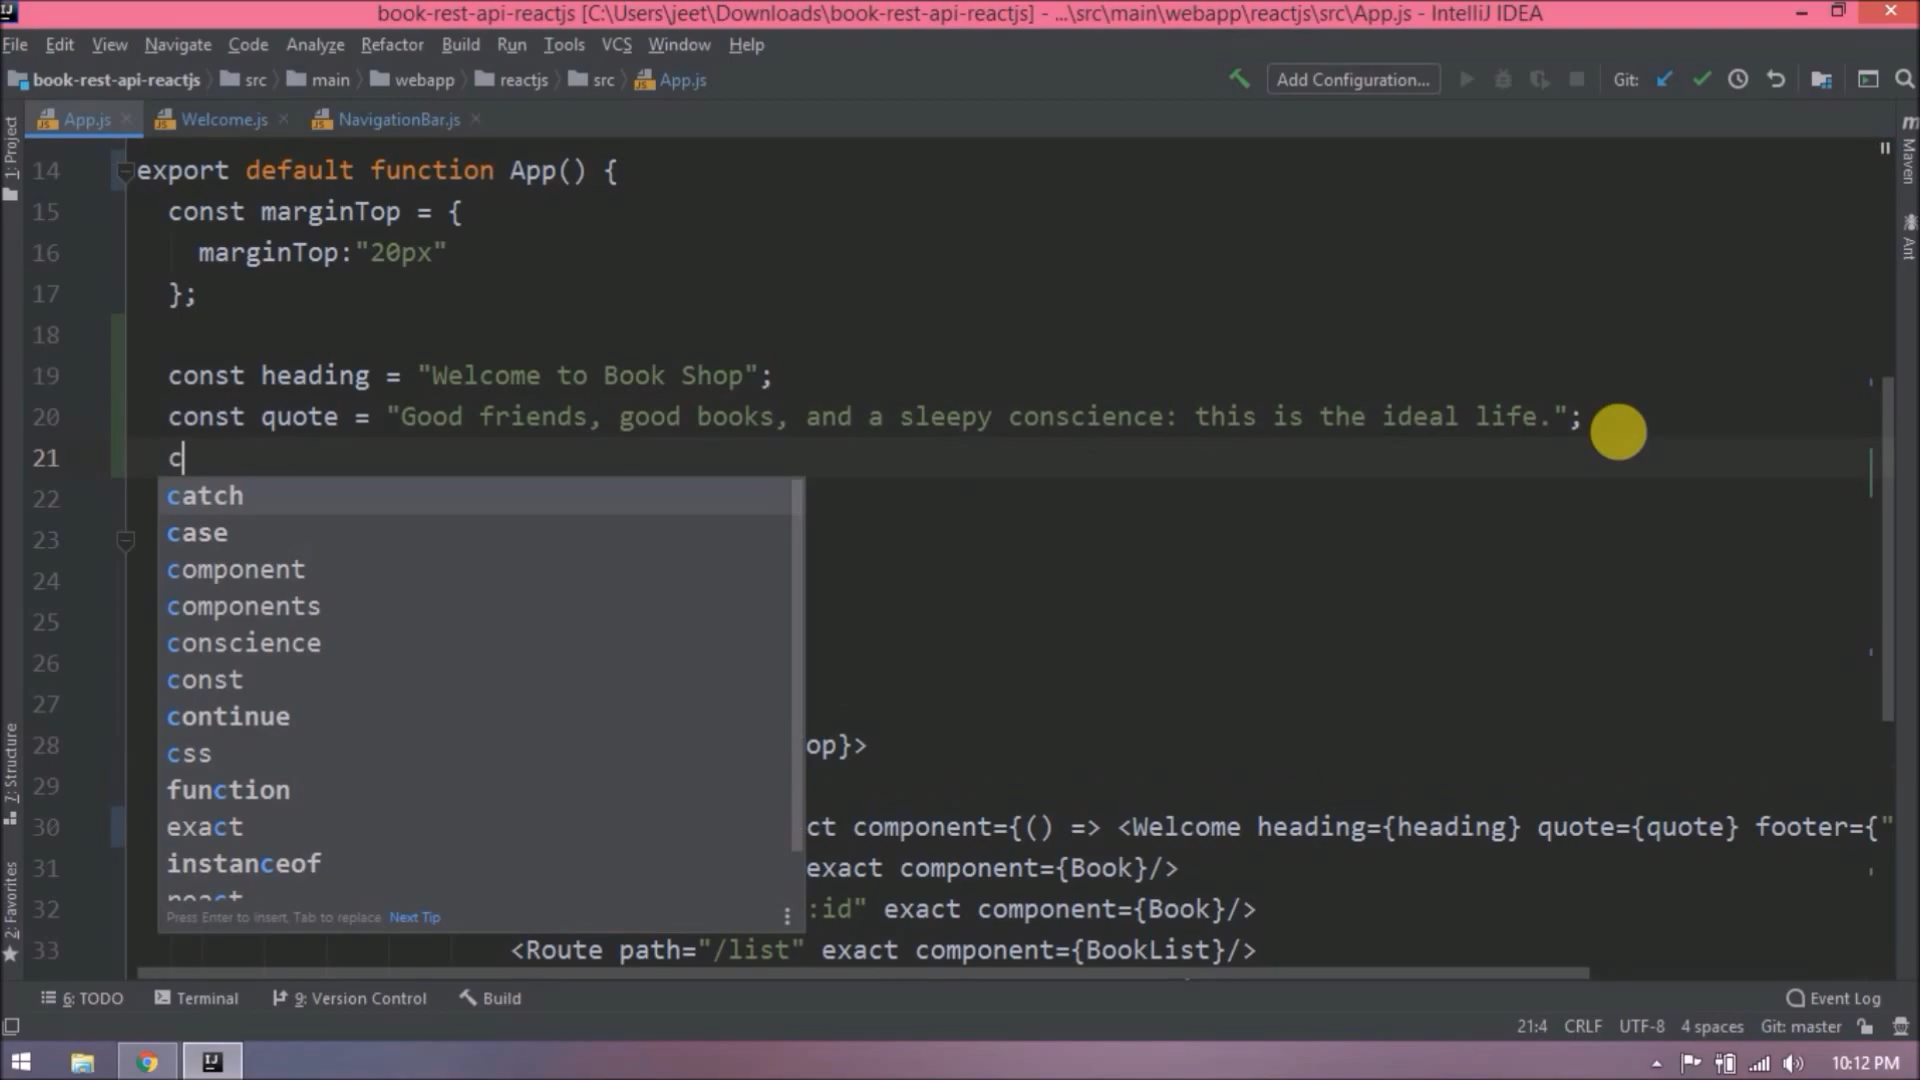 book-rest-api-reactjs [C:\Users\jeet\Downloads\book-rest-api-reactjs] - ...\src\main\webapp\reactjs\src\App.js - IntelliJ IDEA
File Edit View Navigate Code Analyze Refactor Build Run Tools VCS Window Help
book-rest-api-reactjs src main webapp reactjs src App.js Add Configuration... Git:
App.js Welcome.js NavigationBar.js
1: Project
Maven
Ant
7: Structure
2: Favorites
14 export default function App() {
15 const marginTop = {
16 marginTop:"20px"
17 };
18
19 const heading = "Welcome to Book Shop";
20 const quote = "Good friends, good books, and a sleepy conscience: this is the ideal life.";
21 c
22 catch
23 case
component
24 components
25 conscience
26 const
27 continue
28 css op}>
29 function
30 exact ct component={() => <Welcome heading={heading} quote={quote} footer={"
31 instanceof exact component={Book}/>
react
32 :id" exact component={Book}/>
Press Enter to insert, Tab to replace Next Tip
33 <Route path="/list" exact component={BookList}/>
6: TODO Terminal 9: Version Control Build Event Log
21:4 CRLF UTF-8 4 spaces Git: master
10:12 PM